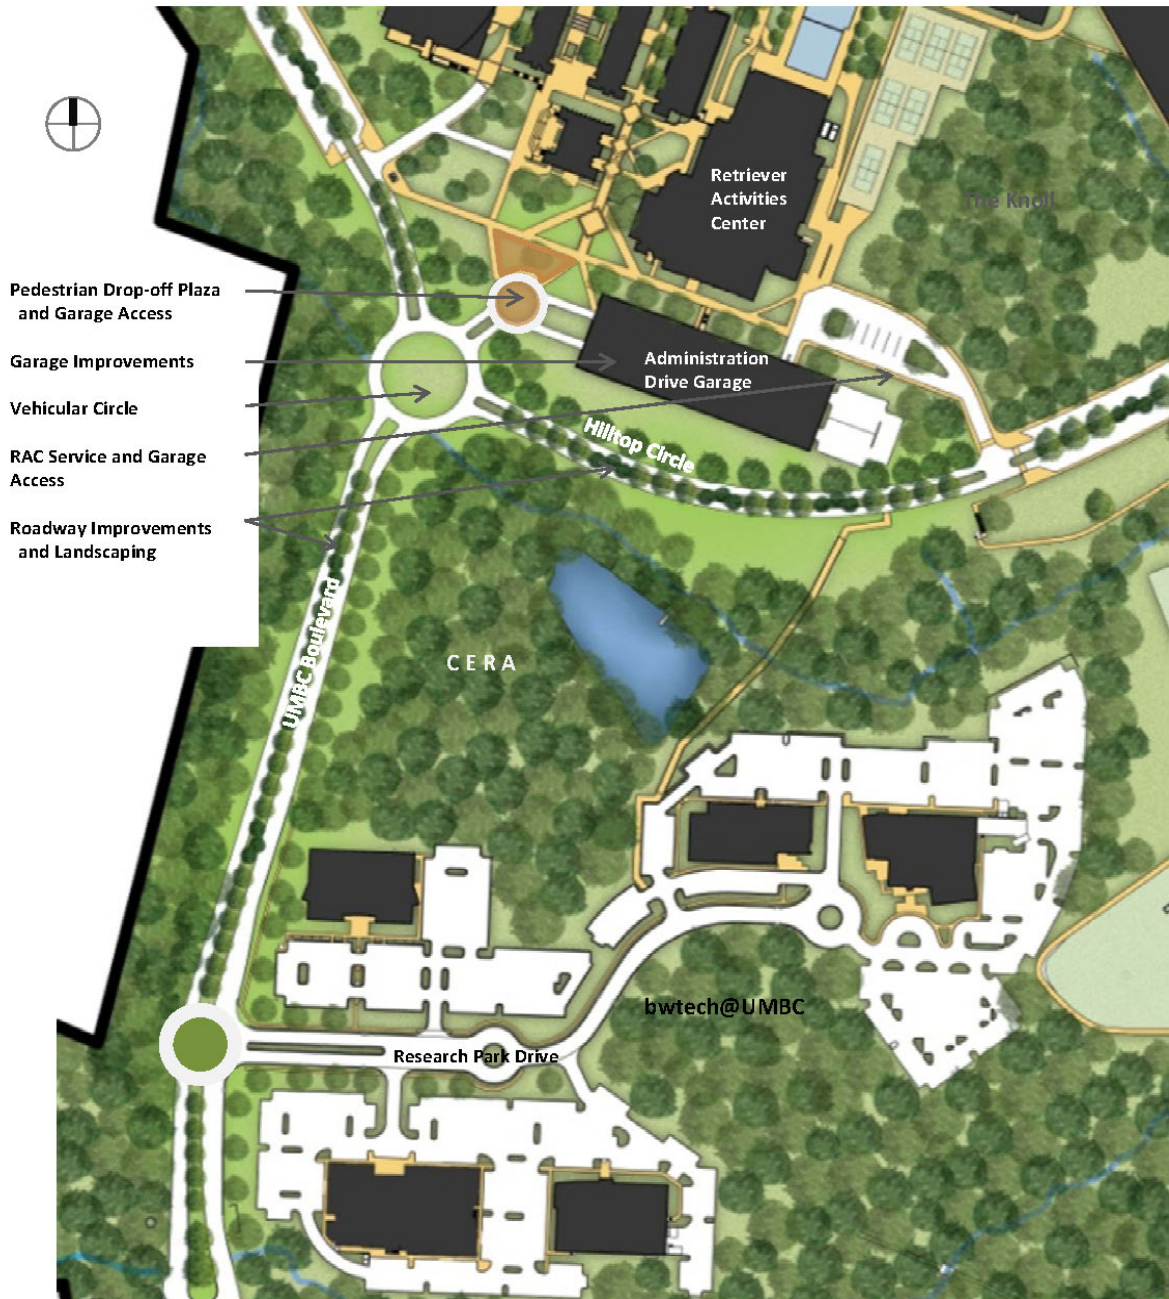 Retriever
Activities
Center
The Knoll
Pedestrian Drop-off Plaza
and Garage Access
Garage Improvements
Vehicular Circle
RAC Service and Garage
Access
Roadway Improvements
and Landscaping
Administration
Drive Garage
Hilltop Circle
UMBC Boulevard
CERA
bwtech@UMBC
Research Park Drive